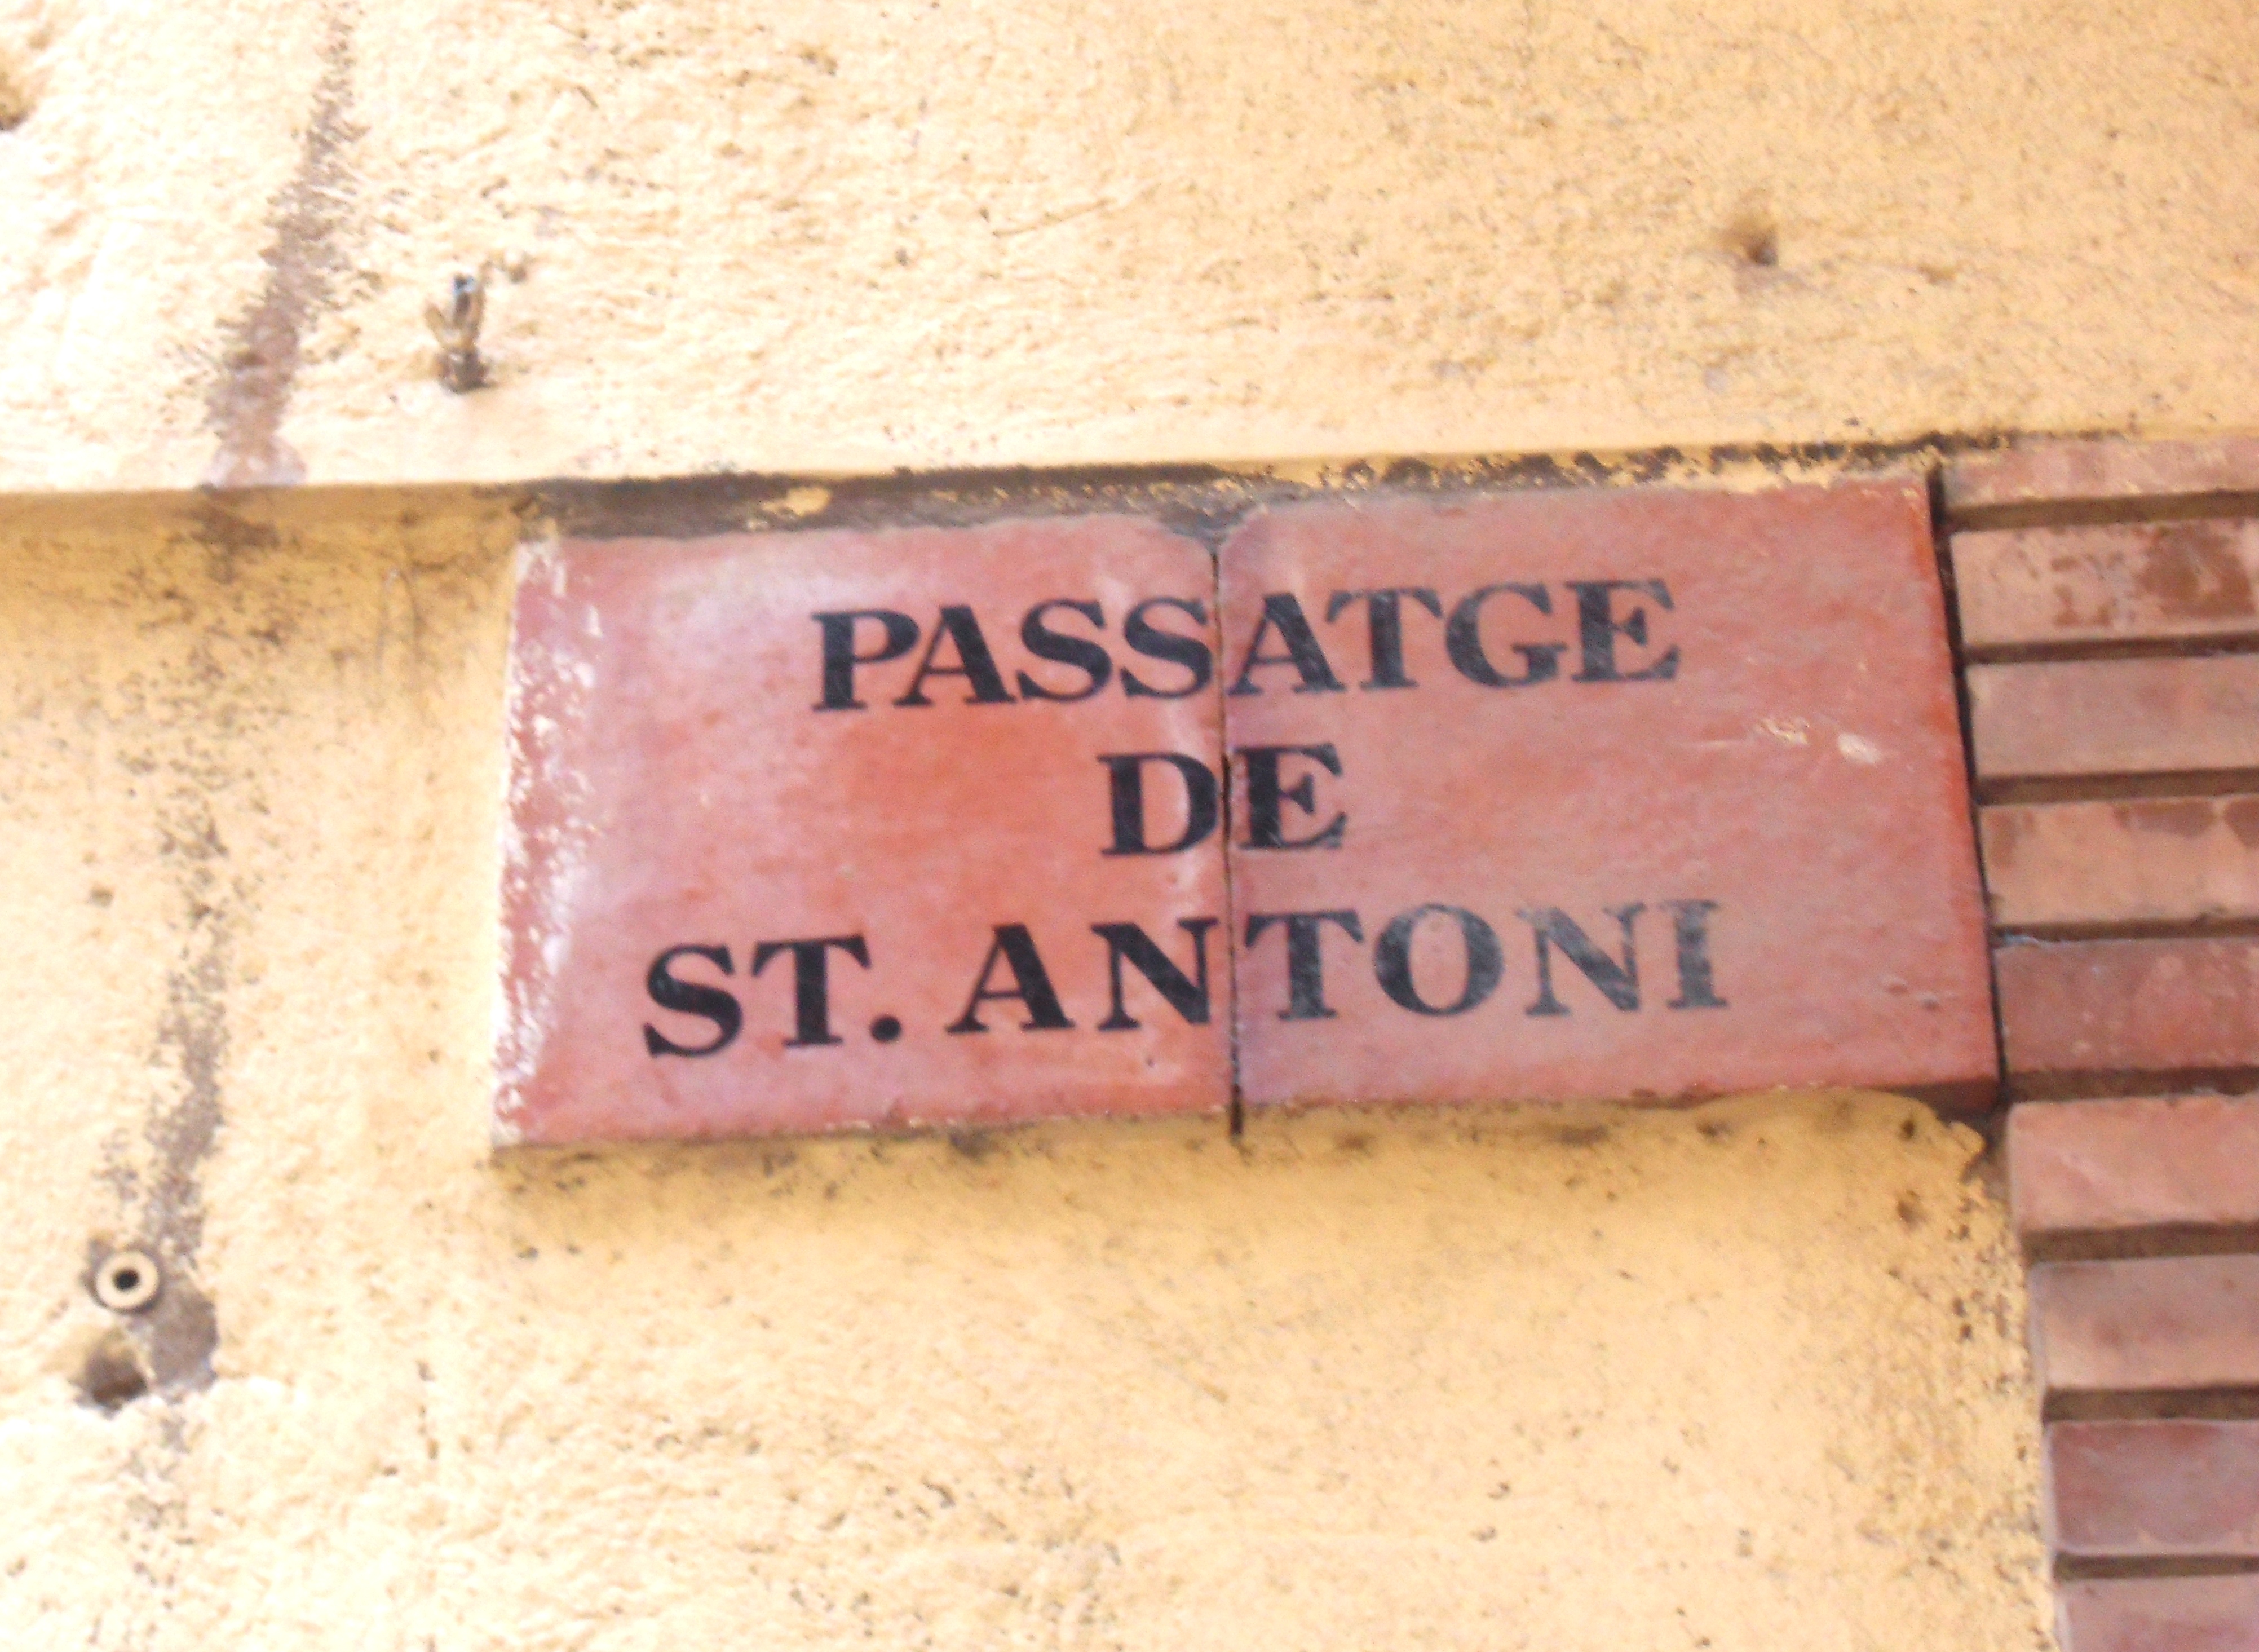 PASSATGE
DE
ST. ANTONI